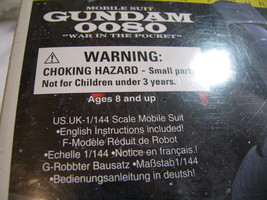 MOBILE SUIT
GUNDAM
0080
"WAR IN THE POCKET"
WARNING:
CHOKING HAZARD - Small part
Not for Children under 3 years.
Ages 8 and up
US.UK-1/144 Scale Mobile Suit
•English Instructions included!
F-Modèle Réduit de Robot
•Echelle 1/144 •Notice en français.!
G-Robbter Bausatz •Maßstab1/144
•Bedienungsanleitung in deutsh!